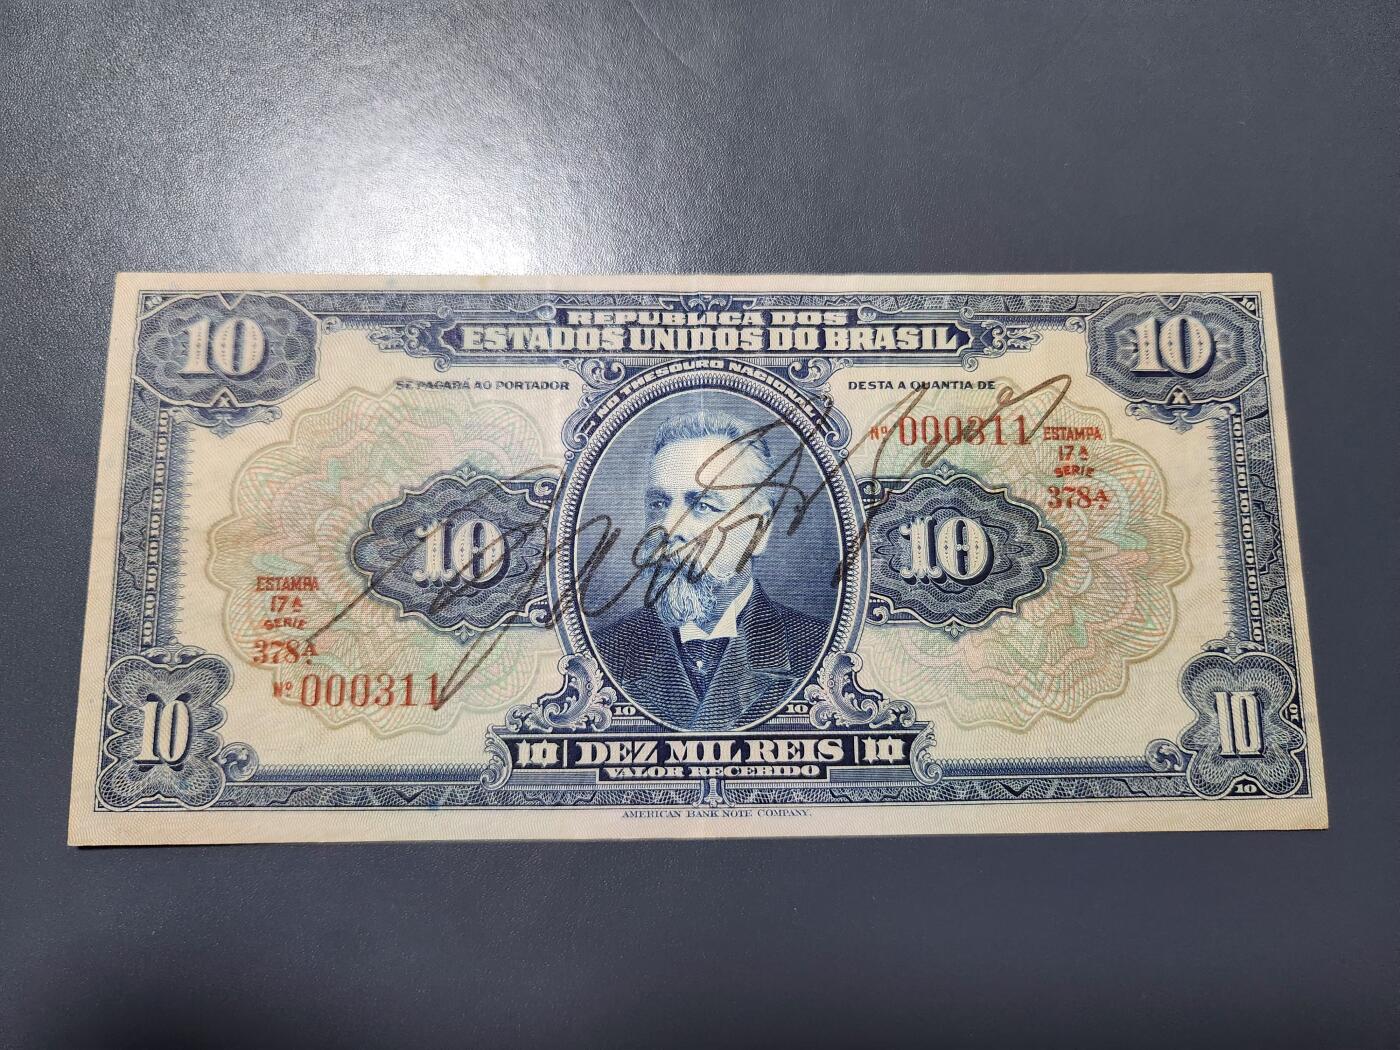 10 10
REPUBLICA DOS
ESTADOS UNIDOS DO BRASIL
NO THESOURO NACIONAL
SE PAGARÁ AO PORTADOR DESTA A QUANTIA DE
Nº 000311
ESTAMPA
17ª
SERIE
378ª
10 10
ESTAMPA
17ª
SERIE
378ª
Nº 000311
10 10
10 10
10 DEZ MIL REIS 10
VALOR RECEBIDO
10
AMERICAN BANK NOTE COMPANY.